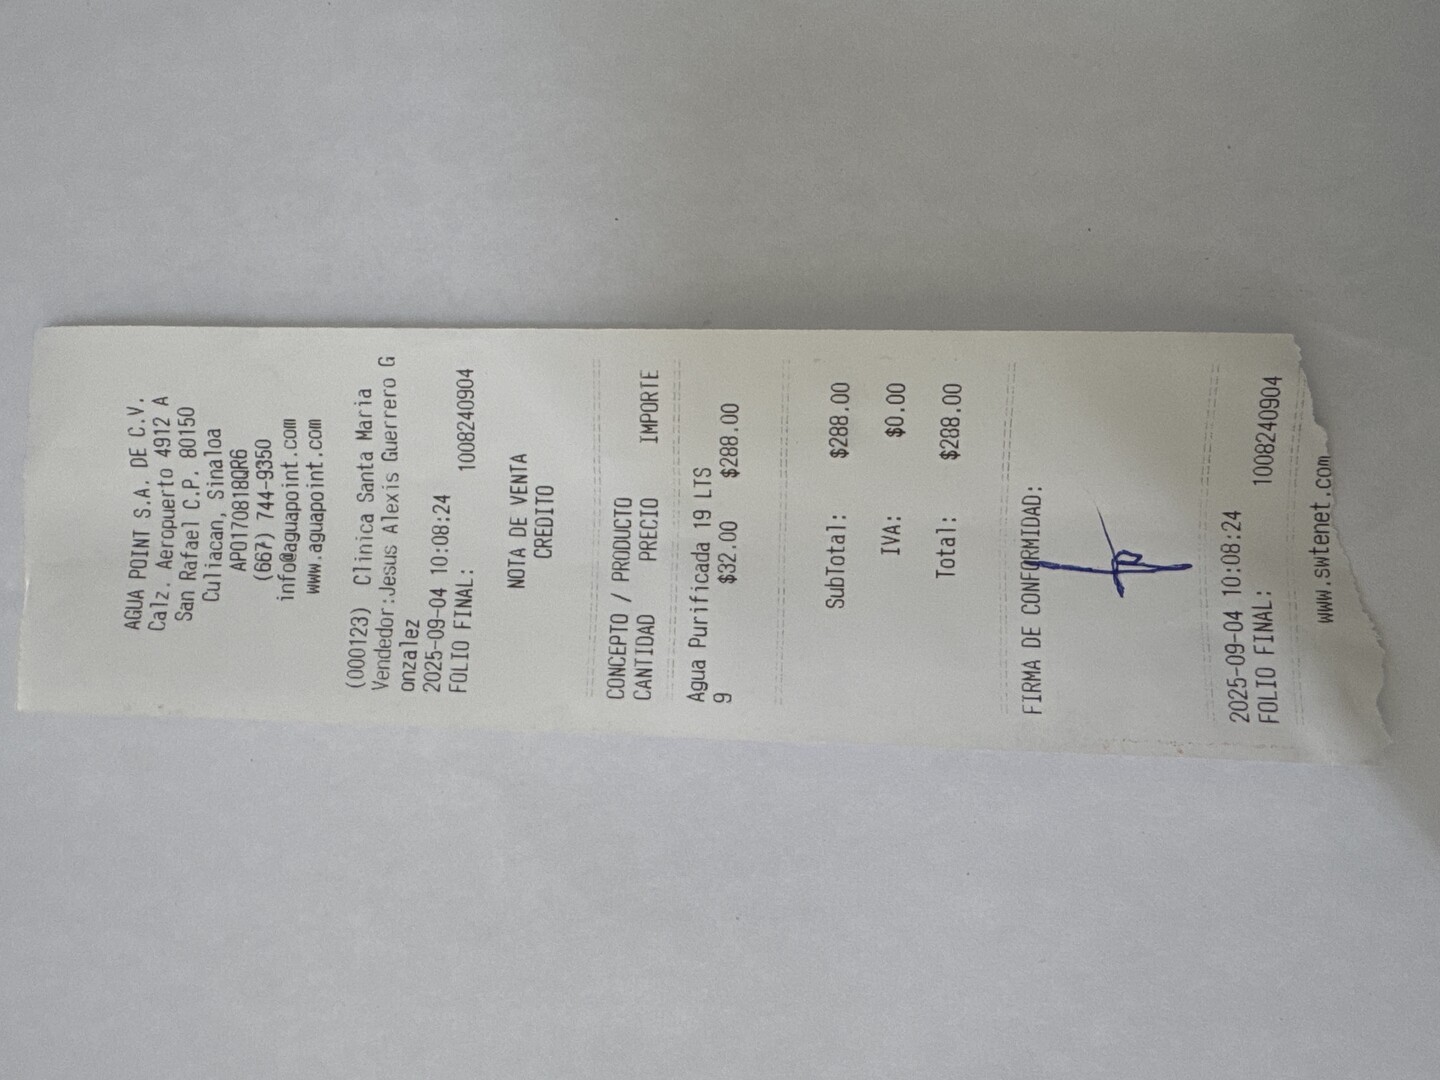 AGUA POINT S.A. DE C.V.
Calz. Aeropuerto 4912 A
San Rafael C.P. 80150
Culiacan, Sinaloa
APO170818QR6
(667) 744-9350
info@aguapoint.com
www.aguapoint.com
(000123) Clinica Santa Maria
Vendedor:Jesus Alexis Guerrero G
onzalez
2025-09-04 10:08:24
FOLIO FINAL: 1008240904
NOTA DE VENTA
CREDITO
CONCEPTO / PRODUCTO
CANTIDAD PRECIO IMPORTE
Agua Purificada 19 LTS
9 $32.00 $288.00
SubTotal: $288.00
IVA: $0.00
Total: $288.00
FIRMA DE CONFORMIDAD:
2025-09-04 10:08:24
FOLIO FINAL: 1008240904
www.swtenet.com